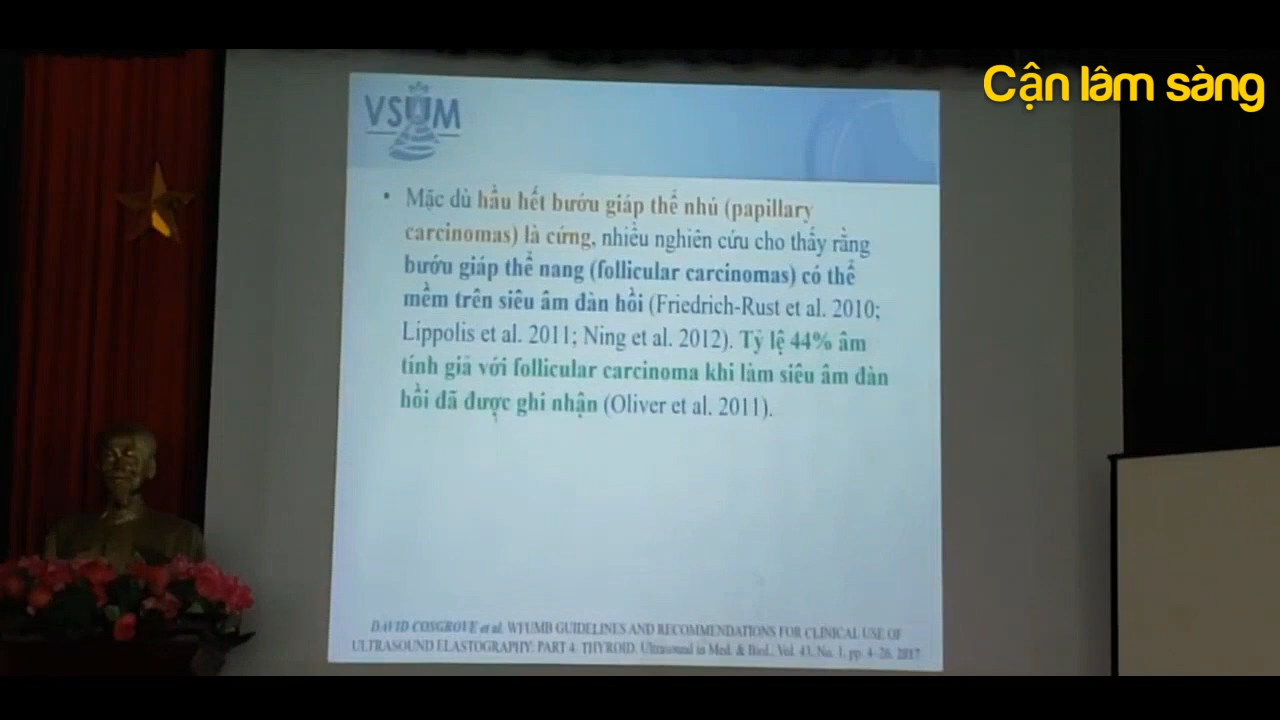 Cận lâm sàng
VSUM
• Mặc dù hầu hết bướu giáp thể nhú (papillary
carcinomas) là cứng, nhiều nghiên cứu cho thấy rằng
bướu giáp thể nang (follicular carcinomas) có thể
mềm trên siêu âm đàn hồi (Friedrich-Rust et al. 2010;
Lippolis et al. 2011; Ning et al. 2012). Tỷ lệ 44% âm
tính giả với follicular carcinoma khi làm siêu âm đàn
hồi đã được ghi nhận (Oliver et al. 2011).
DAVID COSGROVE et al. WFUMB GUIDELINES AND RECOMMENDATIONS FOR CLINICAL USE OF
ULTRASOUND ELASTOGRAPHY: PART 4. THYROID. Ultrasound in Med. & Biol., Vol. 43, No. 1, pp. 4–26, 2017